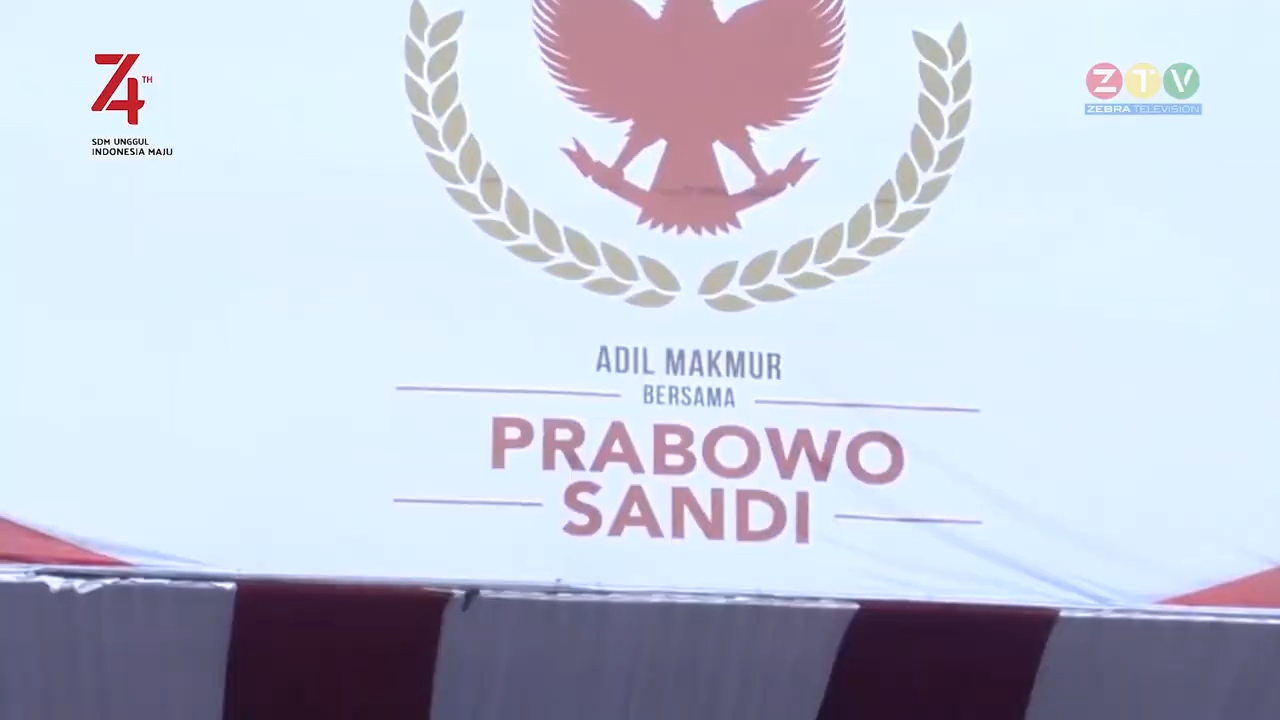 74TH
SDM UNGGUL
INDONESIA MAJU
ZTV
ZEBRA TELEVISION
ADIL MAKMUR
BERSAMA
PRABOWO
SANDI